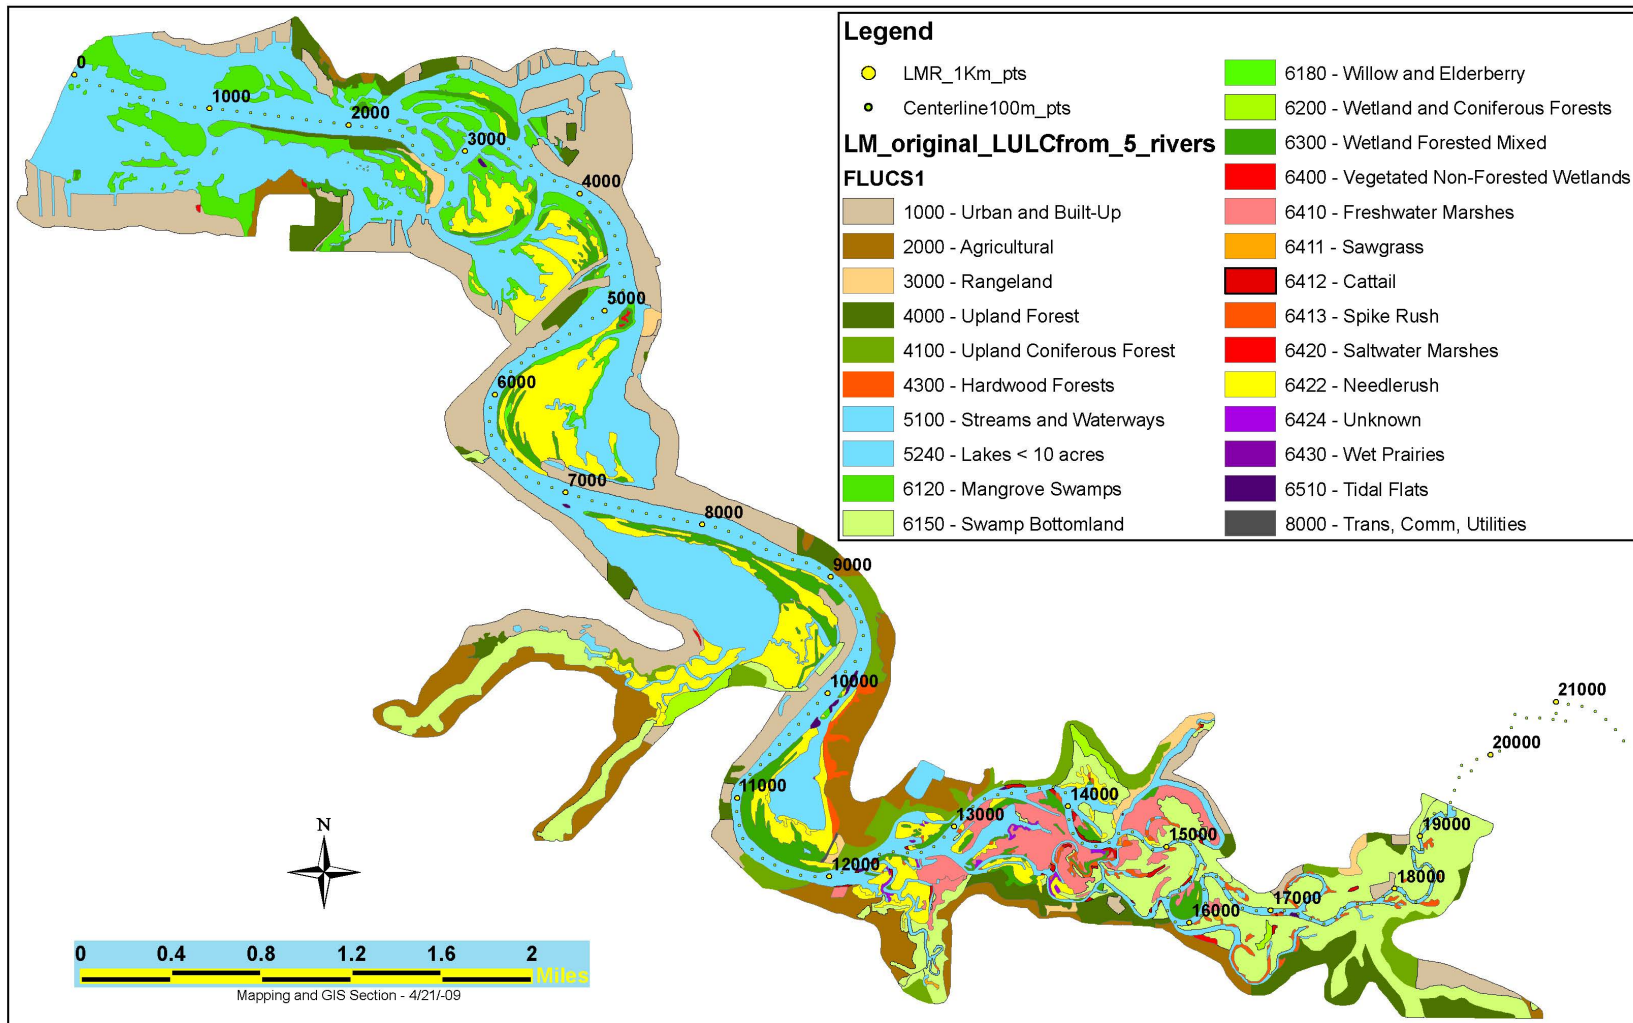 Legend
LMR_1Km_pts
Centerline100m_pts
LM_original_LULCfrom_5_rivers
FLUCS1
1000 - Urban and Built-Up
2000 - Agricultural
3000 - Rangeland
4000 - Upland Forest
4100 - Upland Coniferous Forest
4300 - Hardwood Forests
5100 - Streams and Waterways
5240 - Lakes < 10 acres
6120 - Mangrove Swamps
6150 - Swamp Bottomland
6180 - Willow and Elderberry
6200 - Wetland and Coniferous Forests
6300 - Wetland Forested Mixed
6400 - Vegetated Non-Forested Wetlands
6410 - Freshwater Marshes
6411 - Sawgrass
6412 - Cattail
6413 - Spike Rush
6420 - Saltwater Marshes
6422 - Needlerush
6424 - Unknown
6430 - Wet Prairies
6510 - Tidal Flats
8000 - Trans, Comm, Utilities
0
1000
2000
3000
4000
5000
6000
7000
8000
9000
10000
11000
12000
13000
14000
15000
16000
17000
18000
19000
20000
21000
N
0 0.4 0.8 1.2 1.6 2
Miles
Mapping and GIS Section - 4/21/-09